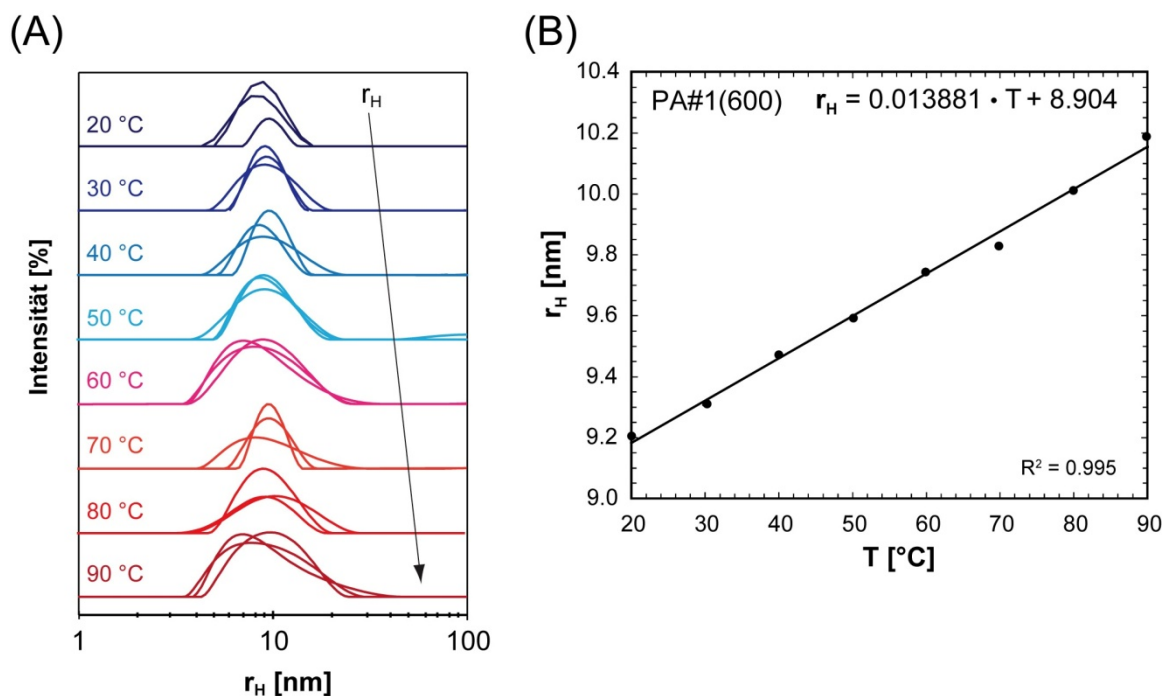 (A)
r_H
20 °C
30 °C
40 °C
50 °C
60 °C
70 °C
80 °C
90 °C
Intensität [%]
1 10 100
r_H [nm]
(B)
PA#1(600) r_H = 0.013881 • T + 8.904
10.4
10.2
10.0
9.8
9.6
9.4
9.2
9.0
r_H [nm]
R² = 0.995
20 30 40 50 60 70 80 90
T [°C]